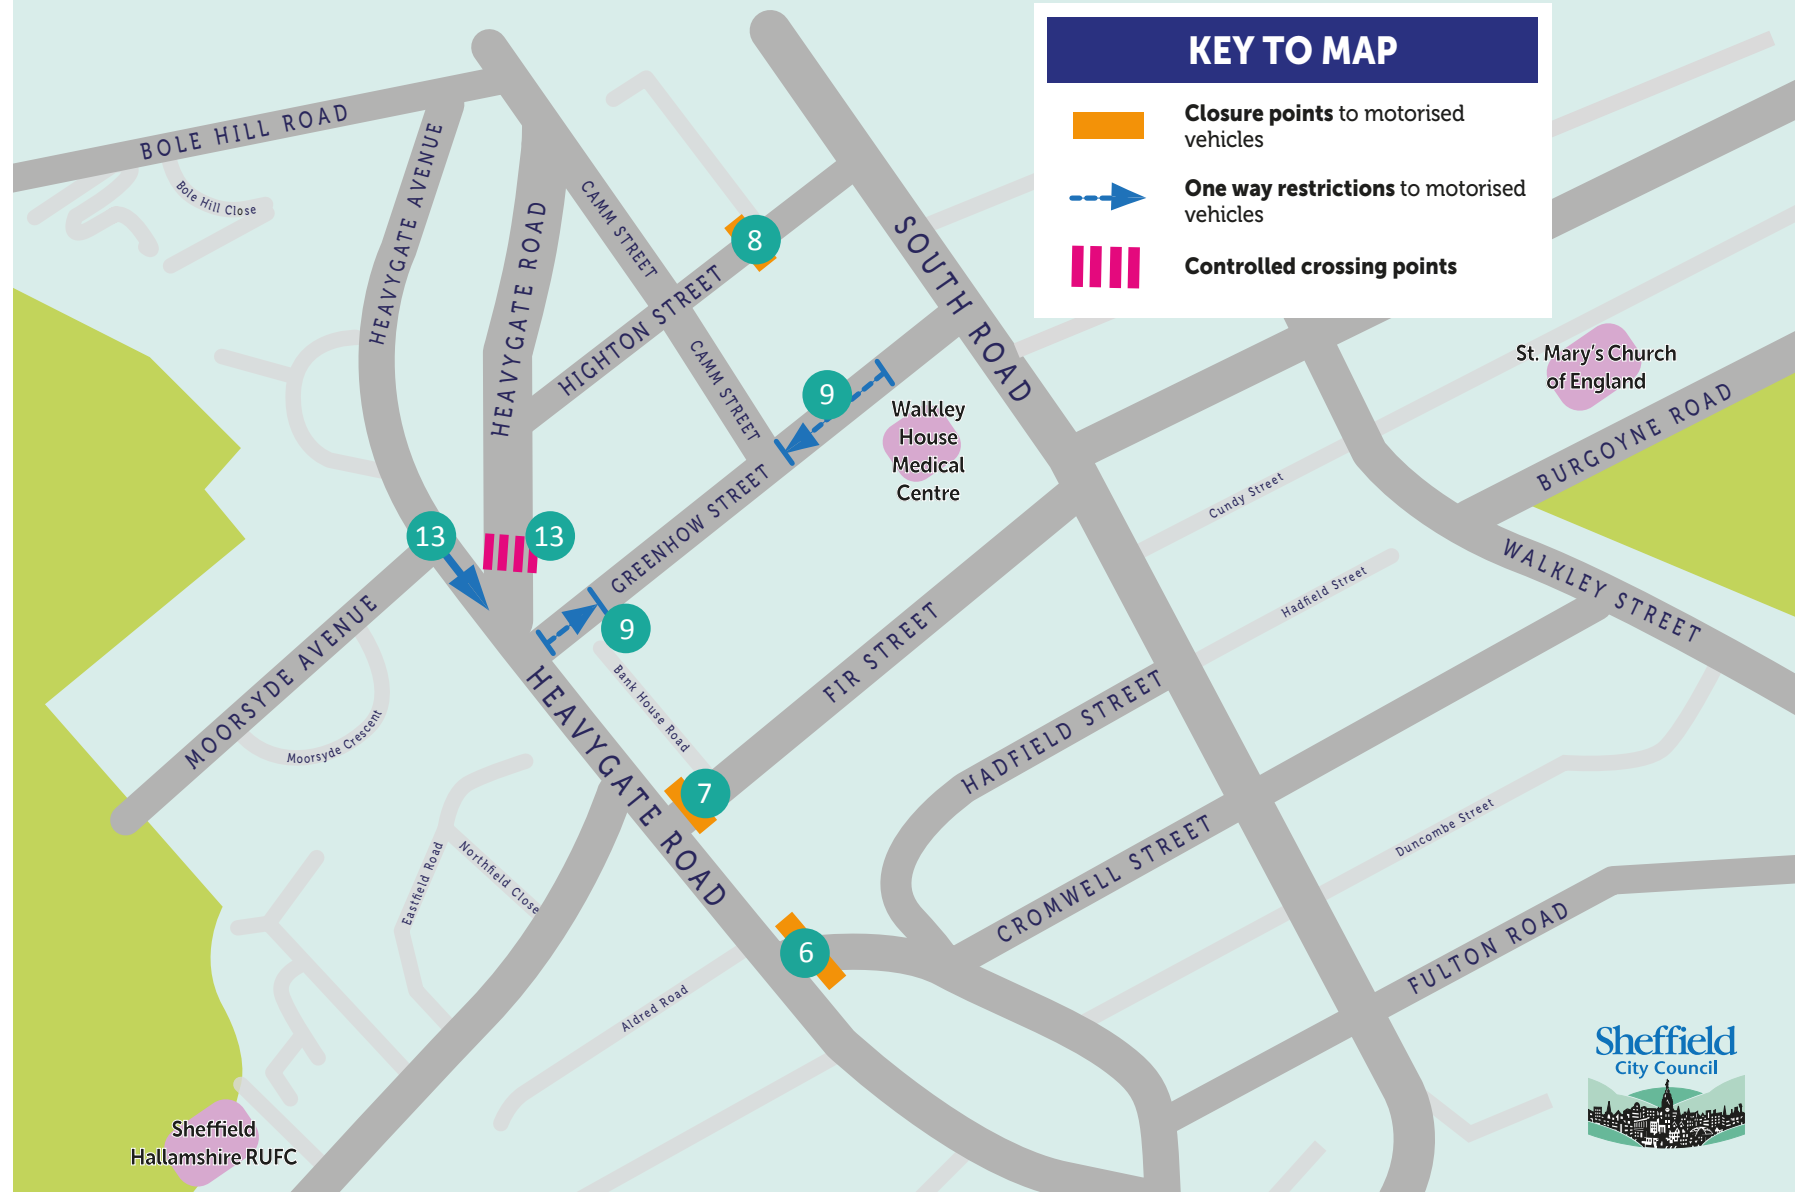 KEY TO MAP
Closure points to motorised
vehicles
One way restrictions to motorised
vehicles
Controlled crossing points
BOLE HILL ROAD
Bole Hill Close
HEAVYGATE AVENUE
HEAVYGATE ROAD
CAMM STREET
8
HIGHTON STREET
SOUTH ROAD
CAMM STREET
9
Walkley
House
Medical
Centre
St. Mary's Church
of England
BURGOYNE ROAD
Cundy Street
GREENHOW STREET
13
13
9
WALKLEY STREET
Hadfield Street
MOORSYDE AVENUE
Moorsyde Crescent
FIR STREET
Bank House Road
HEAVYGATE ROAD
7
HADFIELD STREET
CROMWELL STREET
Duncombe Street
Eastfield Road
Northfield Close
6
Aldred Road
FULTON ROAD
Sheffield
City Council
Sheffield
Hallamshire RUFC